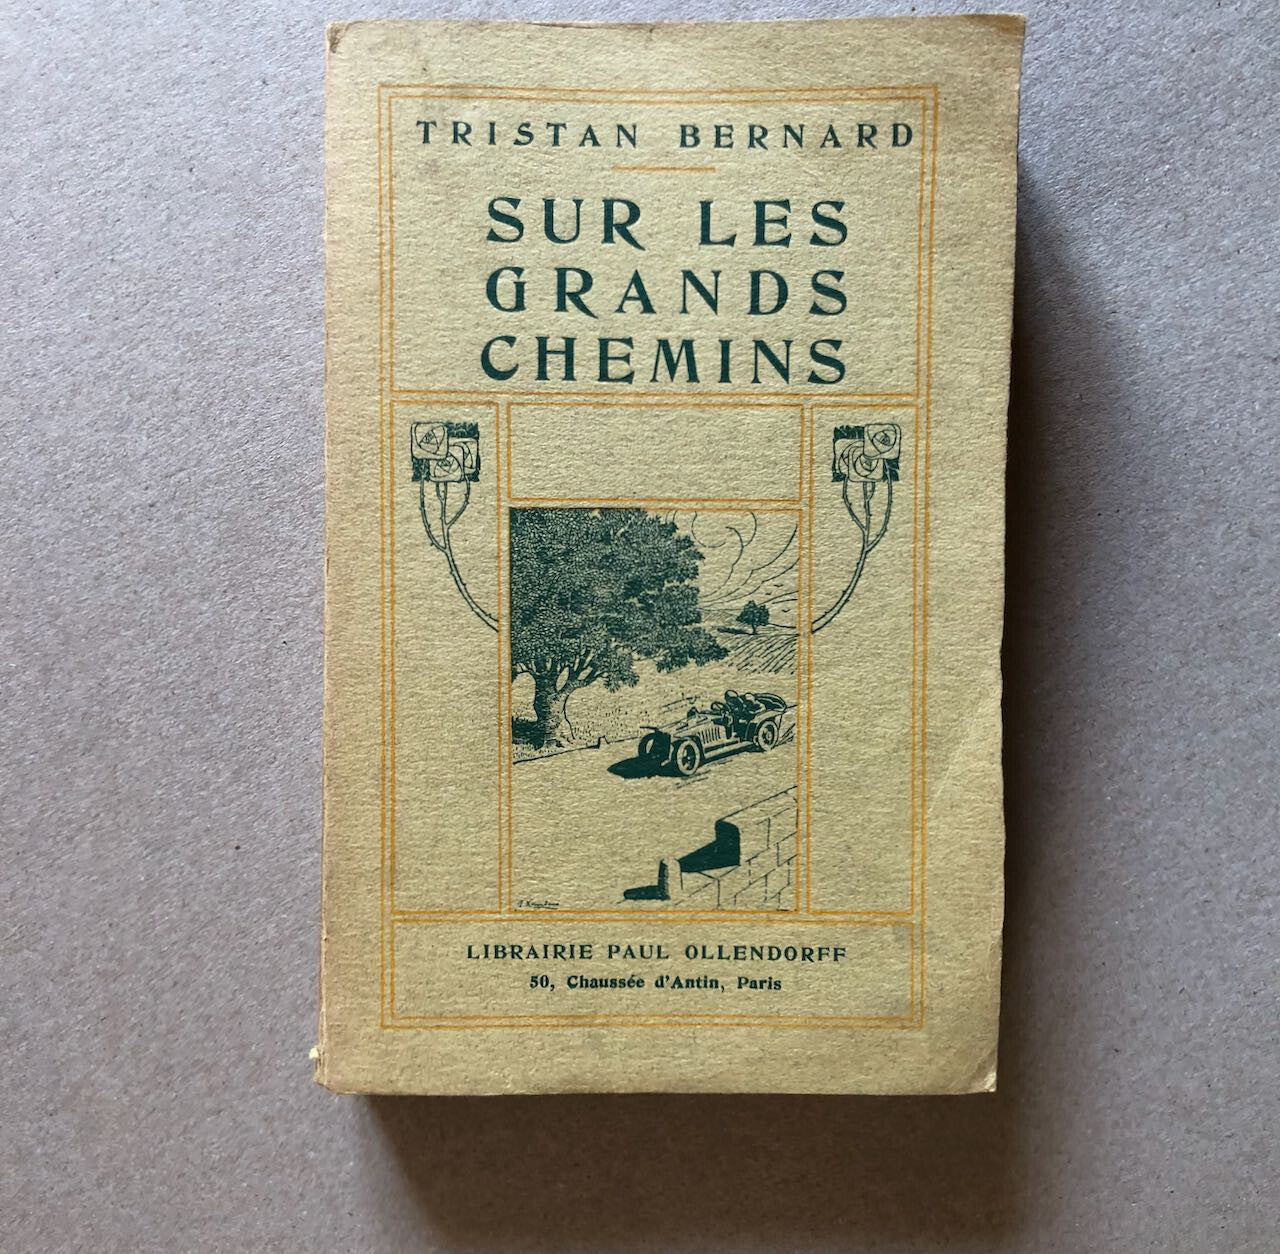 TRISTAN BERNARD
SUR LES
GRANDS
CHEMINS
LIBRAIRIE PAUL OLLENDORFF
50, Chaussée d'Antin, Paris